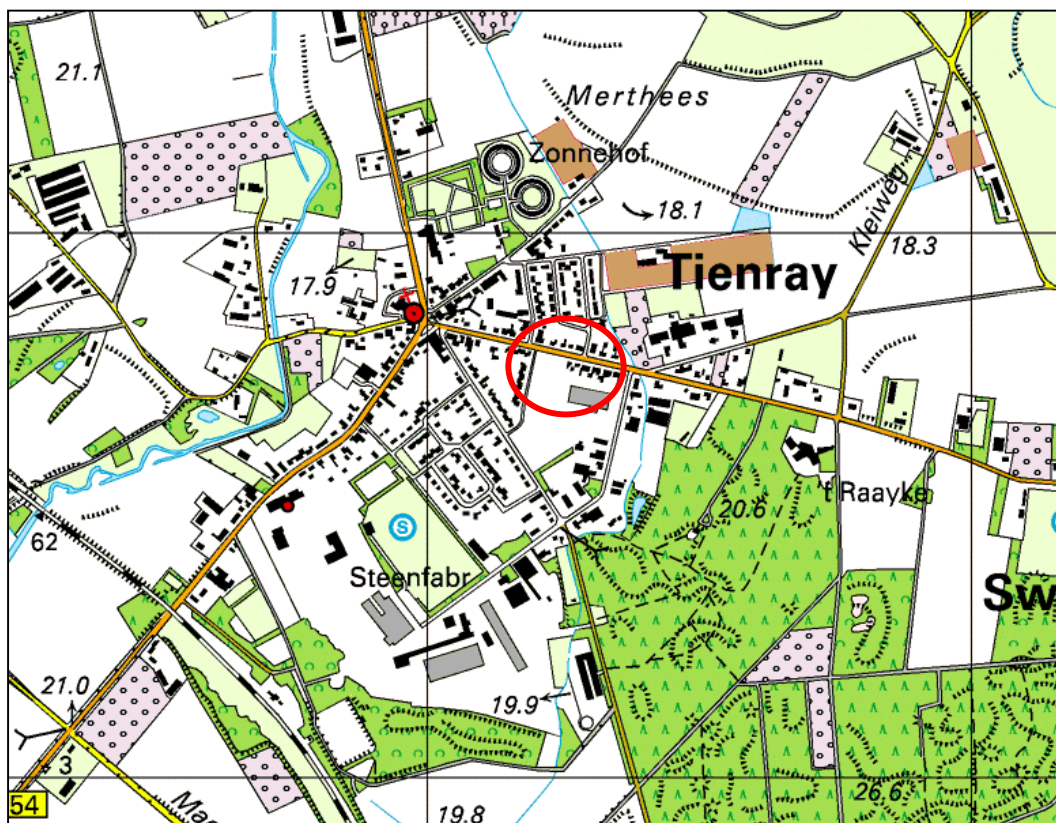 21.1
Merthees
Zonnehof
Kleiweg
18.1
18.3
17.9
Tienray
't Raayke
20.6
S
62
Steenfabr
Sw
21.0
19.9
3
54
Ma
19.8
26.6